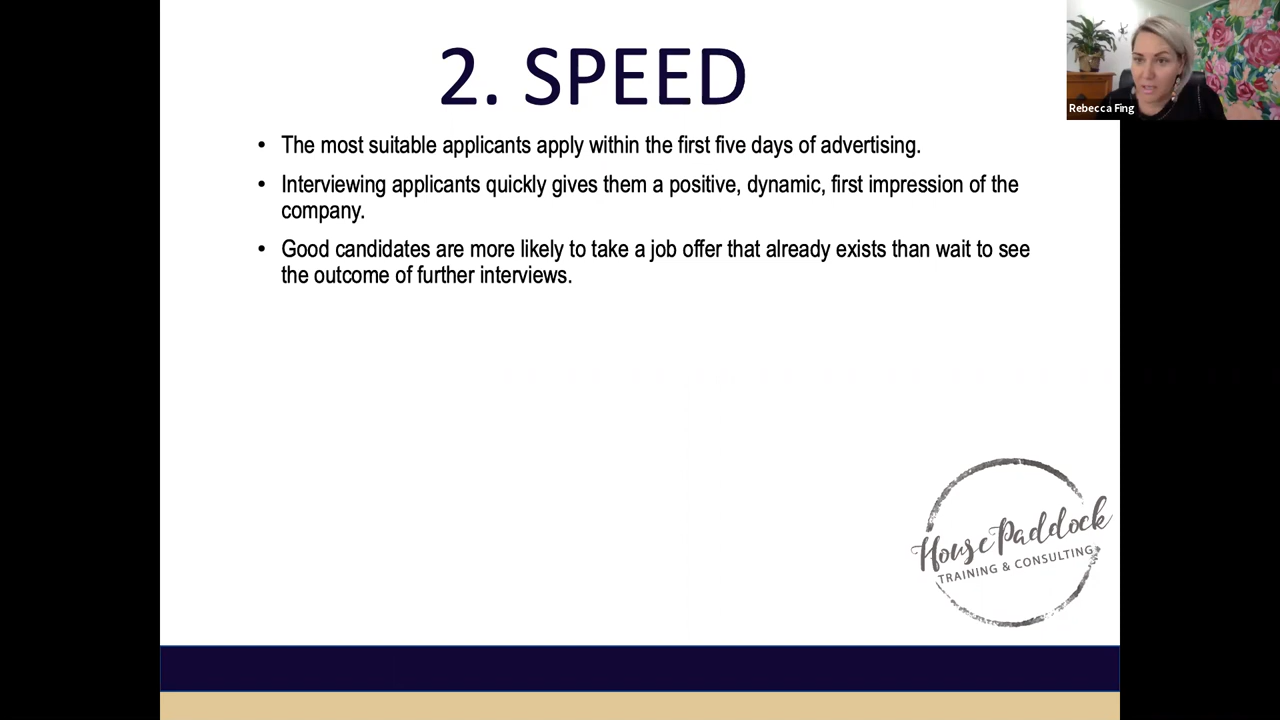 2. SPEED
• The most suitable applicants apply within the first five days of advertising.
• Interviewing applicants quickly gives them a positive, dynamic, first impression of the
company.
• Good candidates are more likely to take a job offer that already exists than wait to see
the outcome of further interviews.
Rebecca Fing
House Paddock
TRAINING & CONSULTING